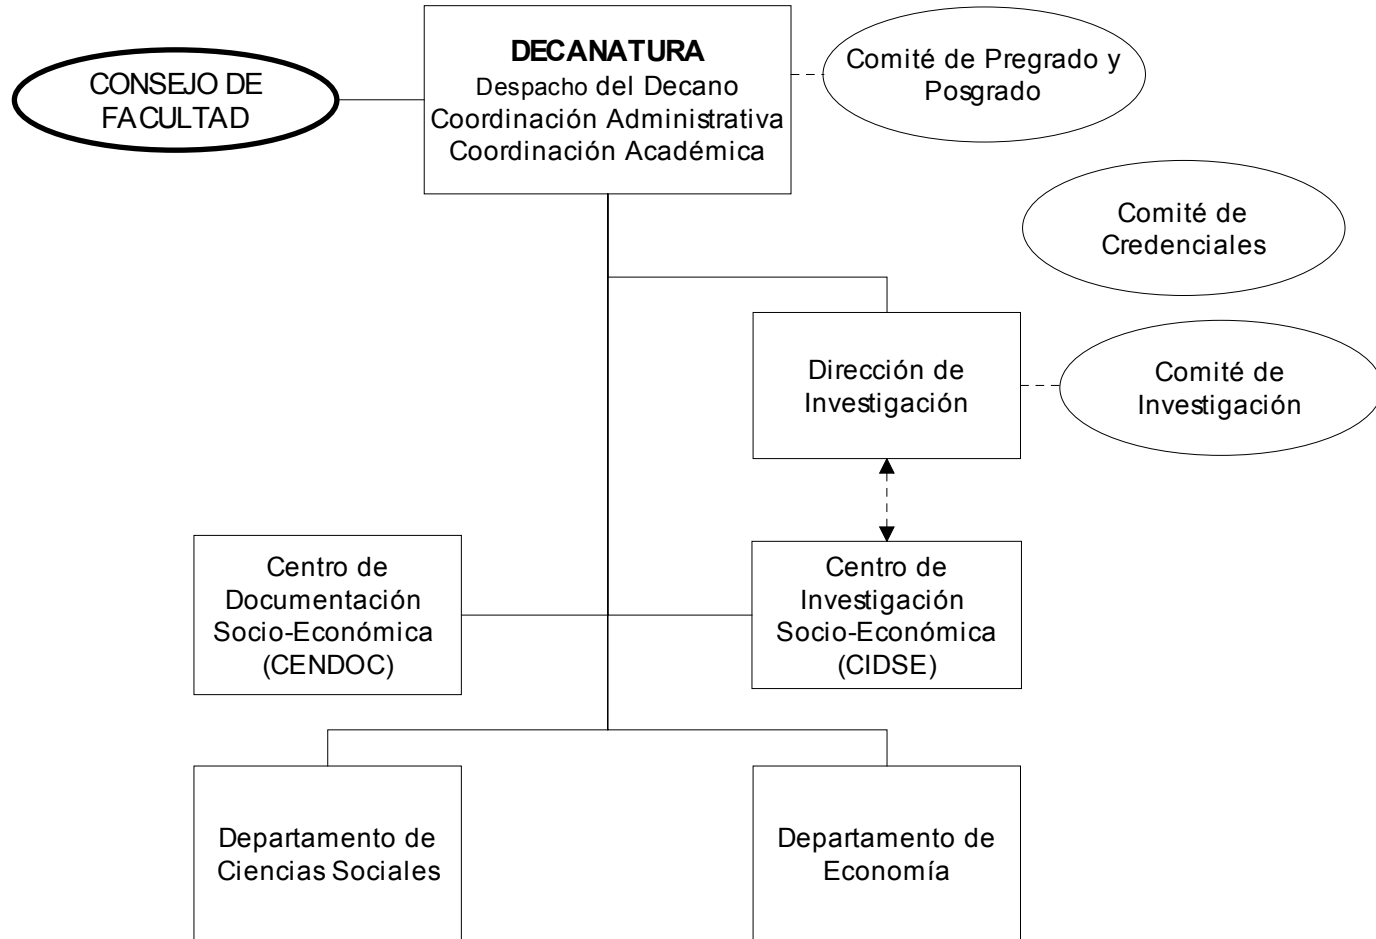 CONSEJO DE
FACULTAD
DECANATURA
Despacho del Decano
Coordinación Administrativa
Coordinación Académica
Comité de Pregrado y
Posgrado
Comité de
Credenciales
Dirección de
Investigación
Comité de
Investigación
Centro de
Documentación
Socio-Económica
(CENDOC)
Centro de
Investigación
Socio-Económica
(CIDSE)
Departamento de
Ciencias Sociales
Departamento de
Economía